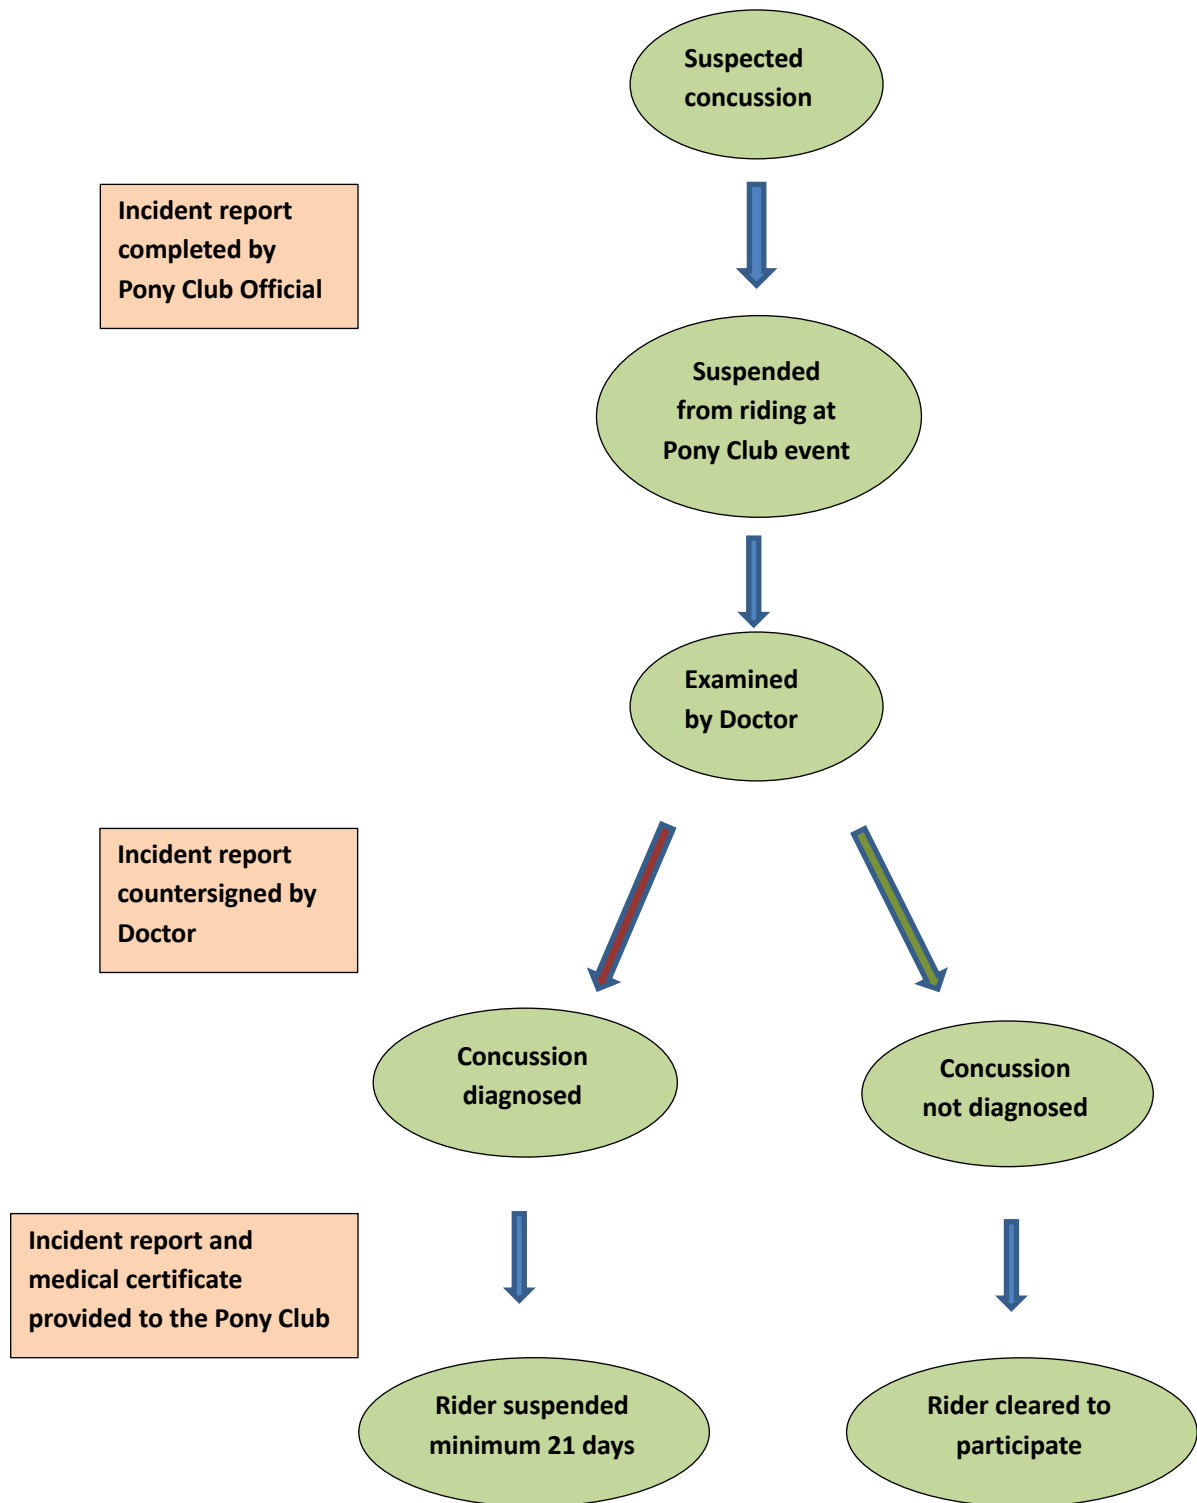 Suspected
concussion
Incident report
completed by
Pony Club Official
Suspended
from riding at
Pony Club event
Examined
by Doctor
Incident report
countersigned by
Doctor
Concussion
diagnosed
Concussion
not diagnosed
Incident report and
medical certificate
provided to the Pony Club
Rider suspended
minimum 21 days
Rider cleared to
participate